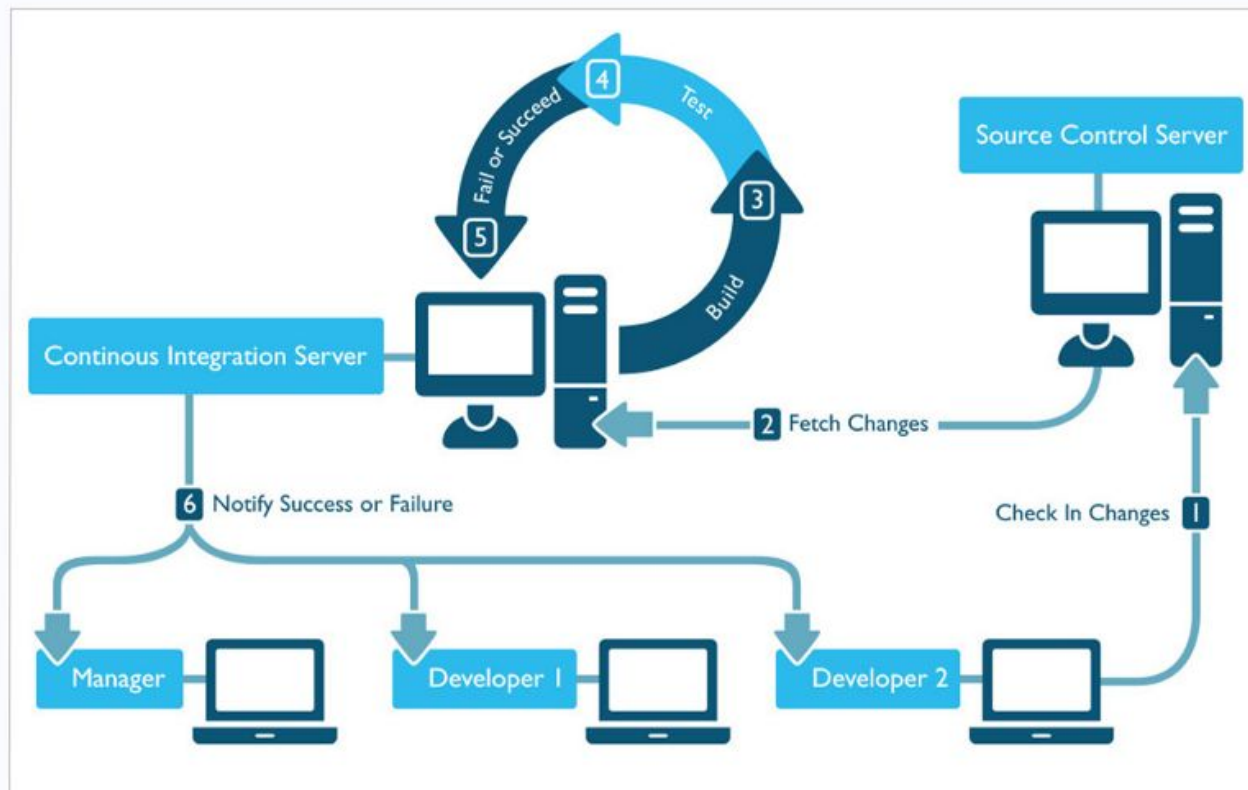 4
Test
Fail or Succeed
Source Control Server
3
5
Build
Continous Integration Server
2 Fetch Changes
6 Notify Success or Failure
Check In Changes 1
Manager
Developer 1
Developer 2